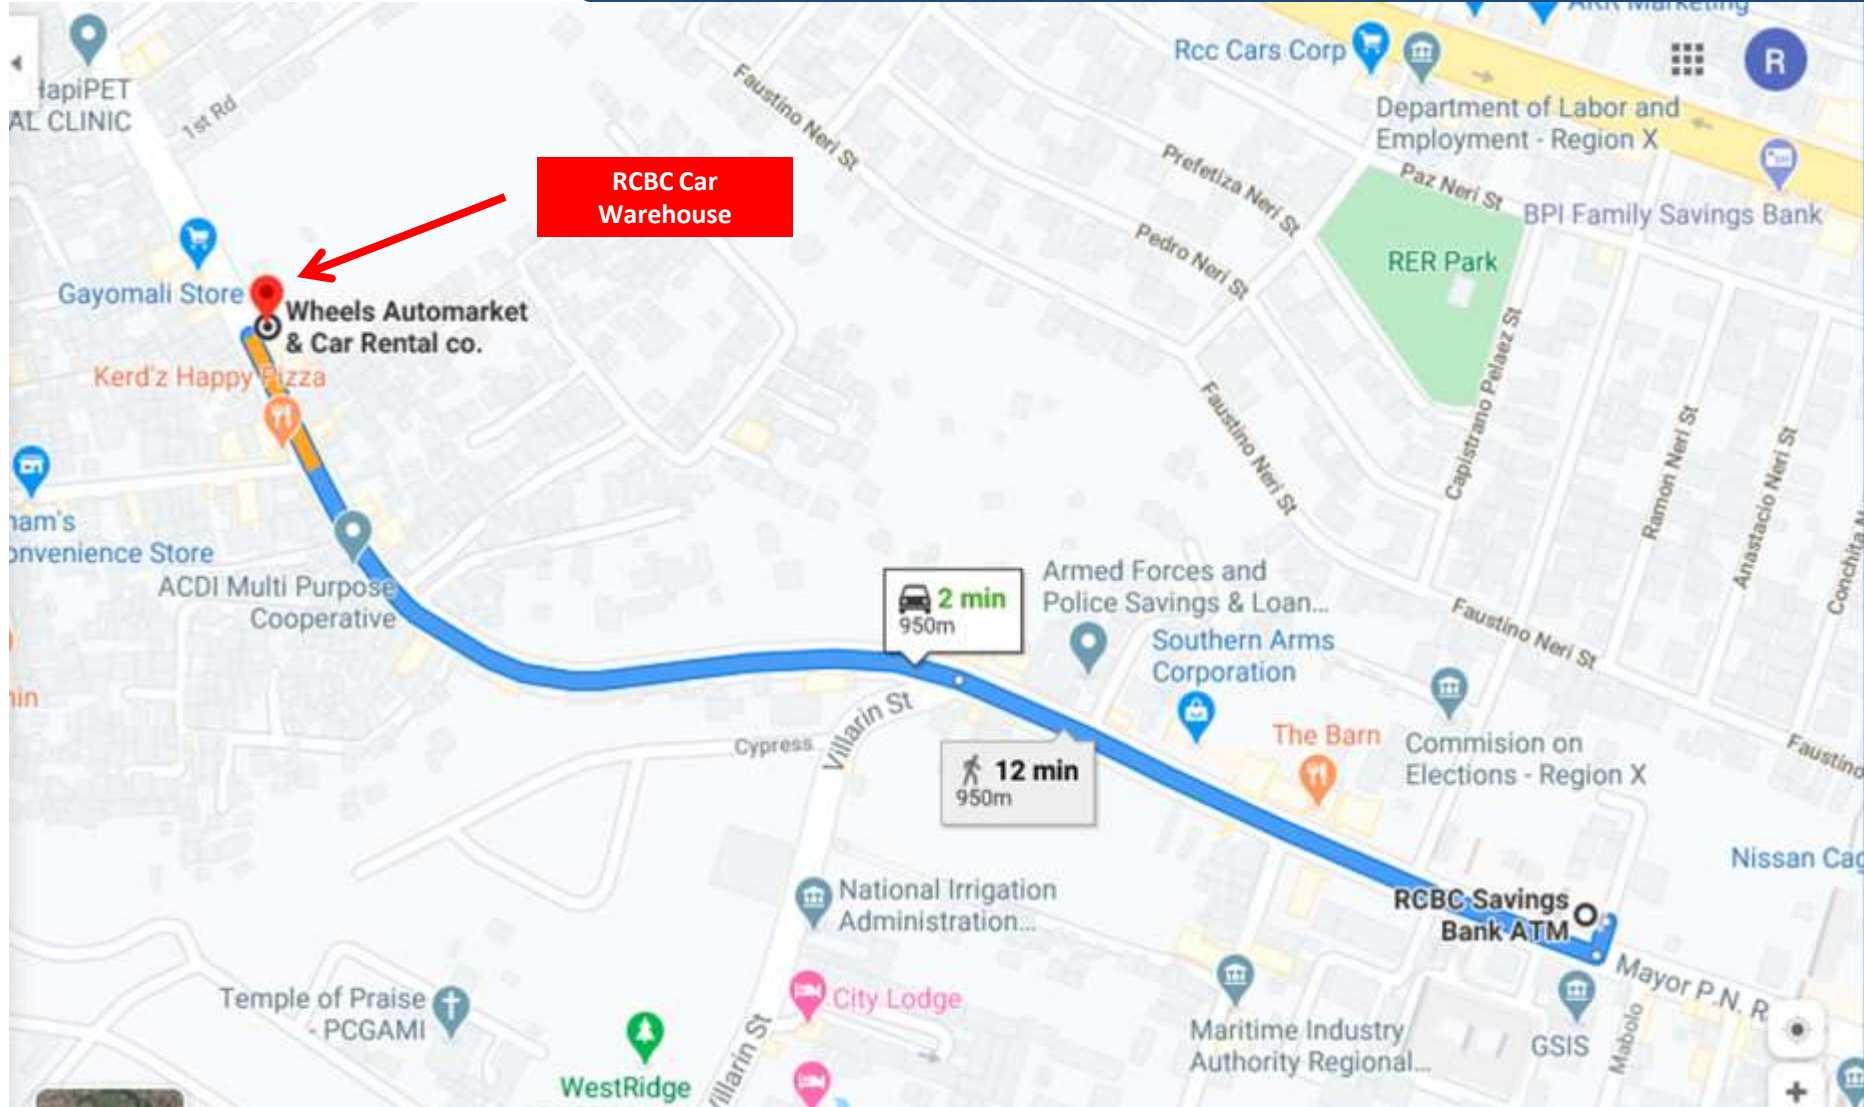 ARR Marketing
Rcc Cars Corp
R
HapiPET
AL CLINIC
1st Rd
Faustino Neri St
Department of Labor and
Employment - Region X
Prefetiza Neri St
Paz Neri St
BPI Family Savings Bank
RCBC Car
Warehouse
Pedro Neri St
RER Park
Gayomali Store
Wheels Automarket
& Car Rental co.
Kerd'z Happy Pizza
Capistrano Pelaez St
Faustino Neri St
Ramon Neri St
Anastacio Neri St
Conchita N
nam's
onvenience Store
ACDI Multi Purpose
Cooperative
2 min
950m
Armed Forces and
Police Savings & Loan...
Southern Arms
Corporation
Faustino Neri St
in
Villarin St
Cypress
12 min
950m
The Barn
Commision on
Elections - Region X
Faustino
Nissan Cag
National Irrigation
Administration...
RCBC Savings
Bank ATM
Mayor P.N. R
Temple of Praise
- PCGAMI
City Lodge
Maritime Industry
Authority Regional...
GSIS
Mabolo
WestRidge
Villarin St